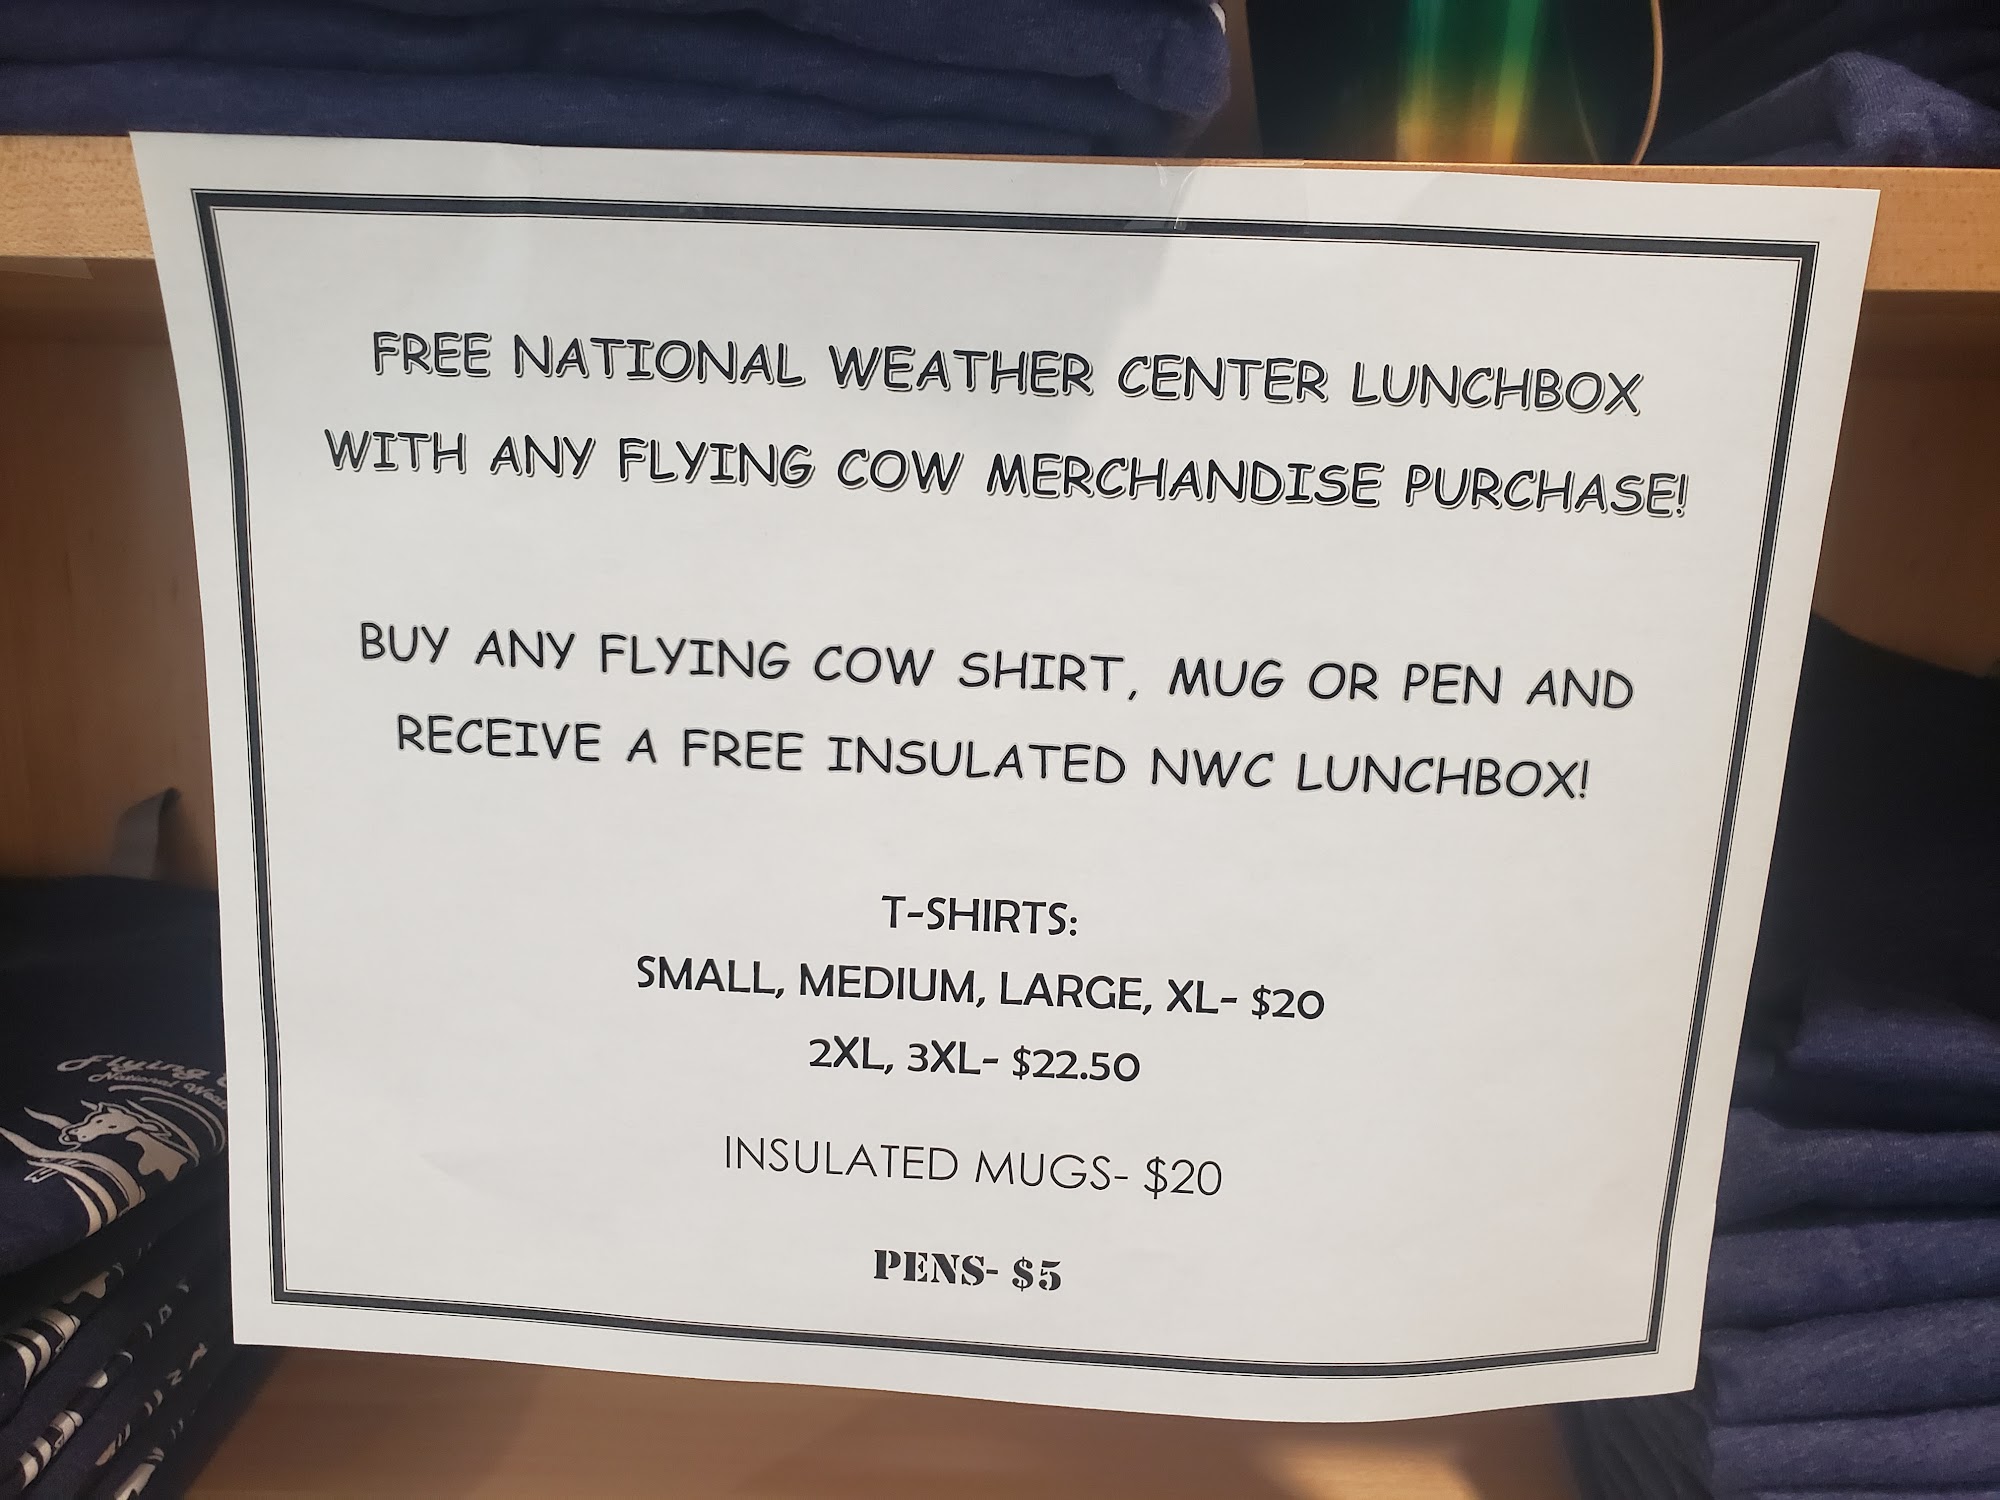 FREE NATIONAL WEATHER CENTER LUNCHBOX
WITH ANY FLYING COW MERCHANDISE PURCHASE!
BUY ANY FLYING COW SHIRT, MUG OR PEN AND
RECEIVE A FREE INSULATED NWC LUNCHBOX!
T-SHIRTS:
SMALL, MEDIUM, LARGE, XL- $20
2XL, 3XL- $22.50
INSULATED MUGS- $20
PENS- $5
Flying
National